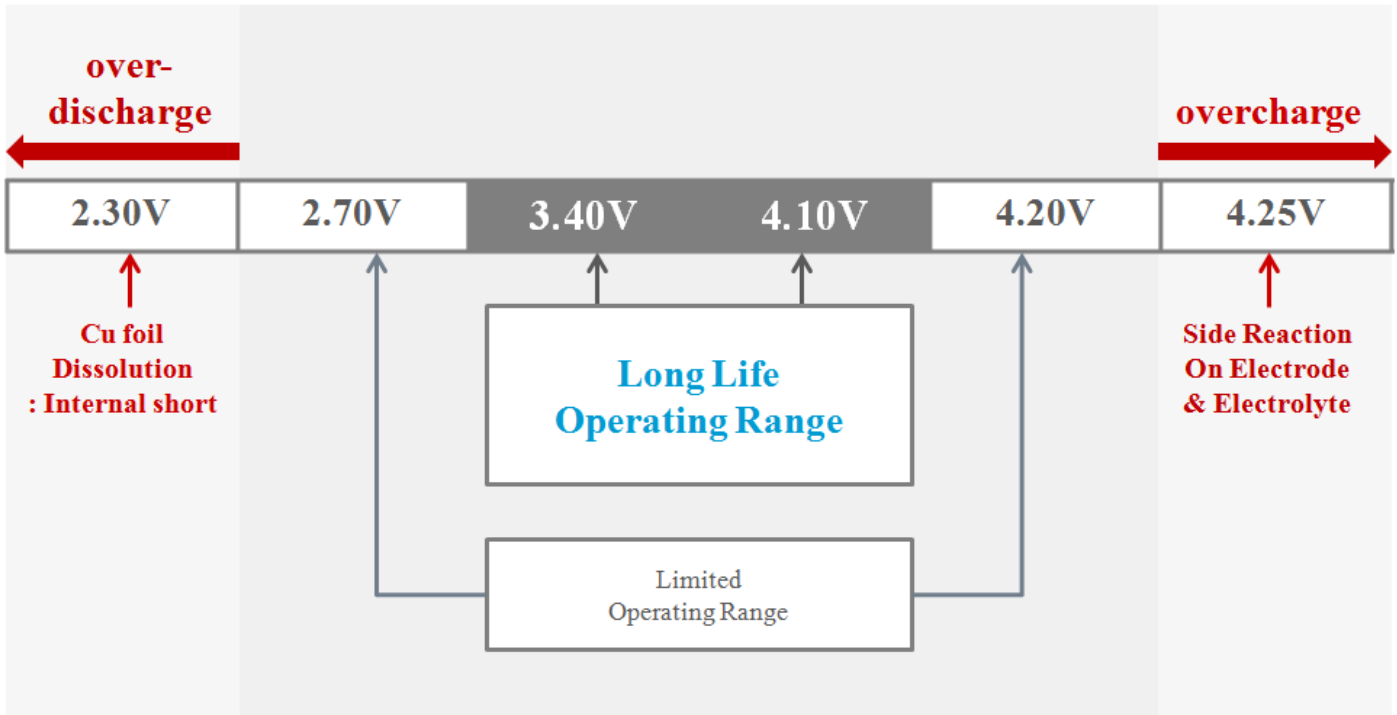 over-
discharge
overcharge
2.30V
2.70V
3.40V
4.10V
4.20V
4.25V
Cu foil
Dissolution
: Internal short
Long Life
Operating Range
Side Reaction
On Electrode
& Electrolyte
Limited
Operating Range